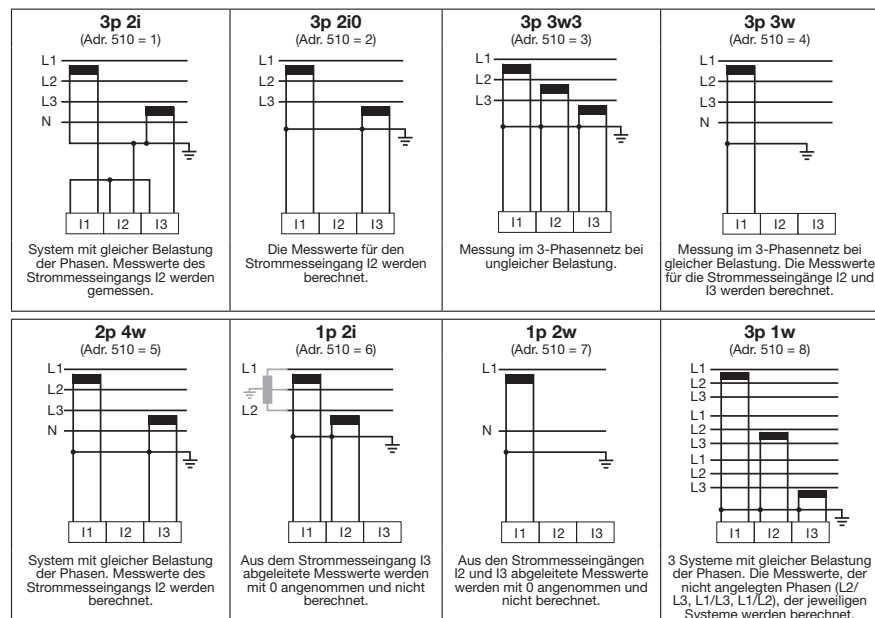 3p 2i
(Adr. 510 = 1)
L1
L2
L3
N
I1 I2 I3
System mit gleicher Belastung
der Phasen. Messwerte des
Strommesseingangs I2 werden
gemessen.
3p 2i0
(Adr. 510 = 2)
L1
L2
L3
I1 I2 I3
Die Messwerte für den
Strommesseingang I2 werden
berechnet.
3p 3w3
(Adr. 510 = 3)
L1
L2
L3
I1 I2 I3
Messung im 3-Phasennetz bei
ungleicher Belastung.
3p 3w
(Adr. 510 = 4)
L1
L2
L3
N
I1 I2 I3
Messung im 3-Phasennetz bei
gleicher Belastung. Die Messwerte
für die Strommesseingänge I2 und
I3 werden berechnet.
2p 4w
(Adr. 510 = 5)
L1
L2
L3
N
I1 I2 I3
System mit gleicher Belastung
der Phasen. Messwerte des
Strommesseingangs I2 werden
berechnet.
1p 2i
(Adr. 510 = 6)
L1
L2
I1 I2 I3
Aus dem Strommesseingang I3
abgeleitete Messwerte werden
mit 0 angenommen und nicht
berechnet.
1p 2w
(Adr. 510 = 7)
L1
N
I1 I2 I3
Aus den Strommesseingängen
I2 und I3 abgeleitete Messwerte
werden mit 0 angenommen und
nicht berechnet.
3p 1w
(Adr. 510 = 8)
L1
L2
L3
L1
L2
L3
L1
L2
L3
I1 I2 I3
3 Systeme mit gleicher Belastung
der Phasen. Die Messwerte, der
nicht angelegten Phasen (L2/
L3, L1/L3, L1/L2), der jeweiligen
Systeme werden berechnet.